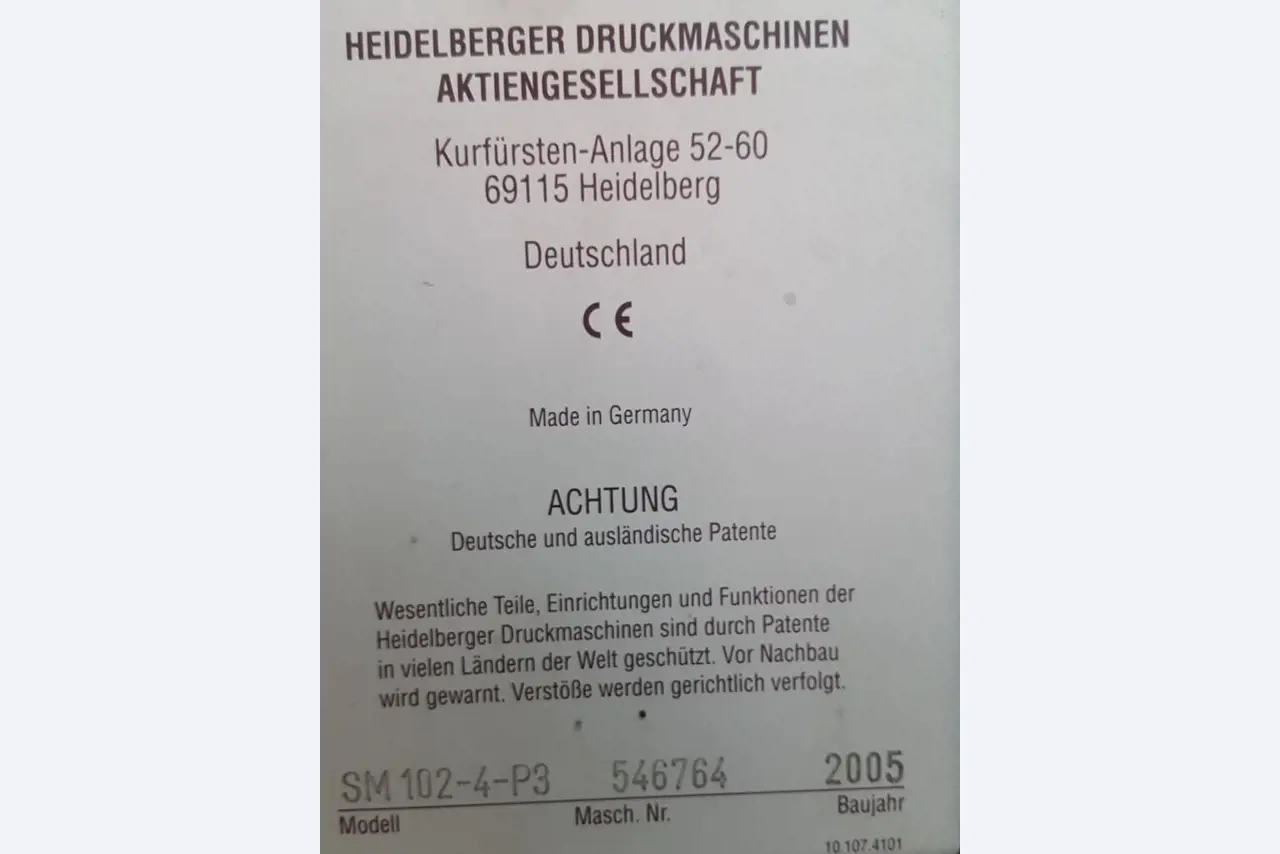 HEIDELBERGER DRUCKMASCHINEN
AKTIENGESELLSCHAFT
Kurfürsten-Anlage 52-60
69115 Heidelberg
Deutschland
CE
Made in Germany
ACHTUNG
Deutsche und ausländische Patente
Wesentliche Teile, Einrichtungen und Funktionen der
Heidelberger Druckmaschinen sind durch Patente
in vielen Ländern der Welt geschützt. Vor Nachbau
wird gewarnt. Verstöße werden gerichtlich verfolgt.
SM 102-4-P3 546764 2005
Modell Masch. Nr. Baujahr
10.107.4101